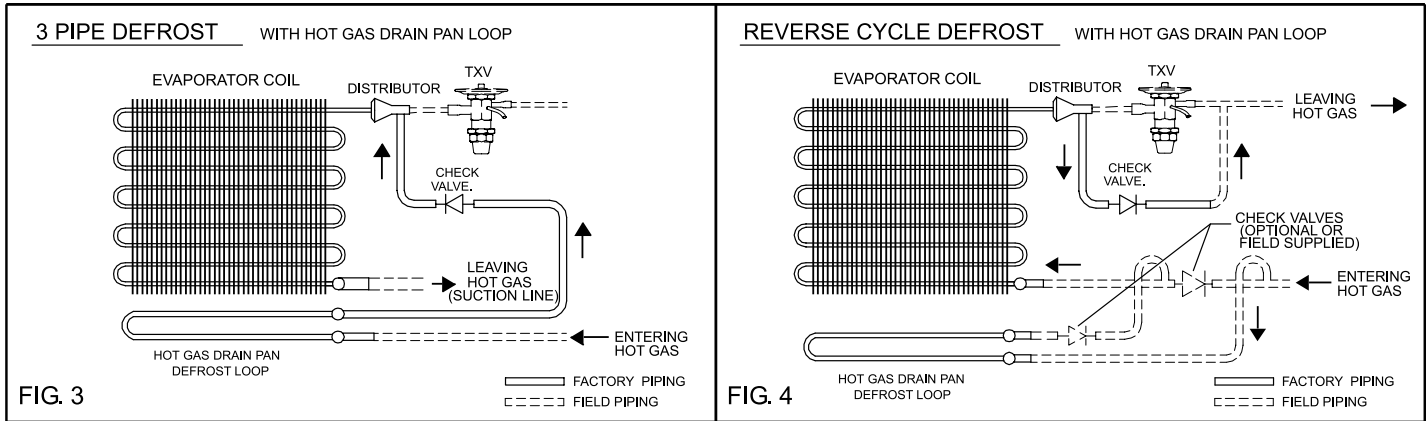 3 PIPE DEFROST WITH HOT GAS DRAIN PAN LOOP
EVAPORATOR COIL
DISTRIBUTOR
TXV
CHECK
VALVE.
LEAVING
HOT GAS
(SUCTION LINE)
ENTERING
HOT GAS
HOT GAS DRAIN PAN
DEFROST LOOP
FACTORY PIPING
FIELD PIPING
FIG. 3
REVERSE CYCLE DEFROST WITH HOT GAS DRAIN PAN LOOP
EVAPORATOR COIL
DISTRIBUTOR
TXV
LEAVING
HOT GAS
CHECK
VALVE.
CHECK VALVES
(OPTIONAL OR
FIELD SUPPLIED)
ENTERING
HOT GAS
HOT GAS DRAIN PAN
DEFROST LOOP
FACTORY PIPING
FIELD PIPING
FIG. 4